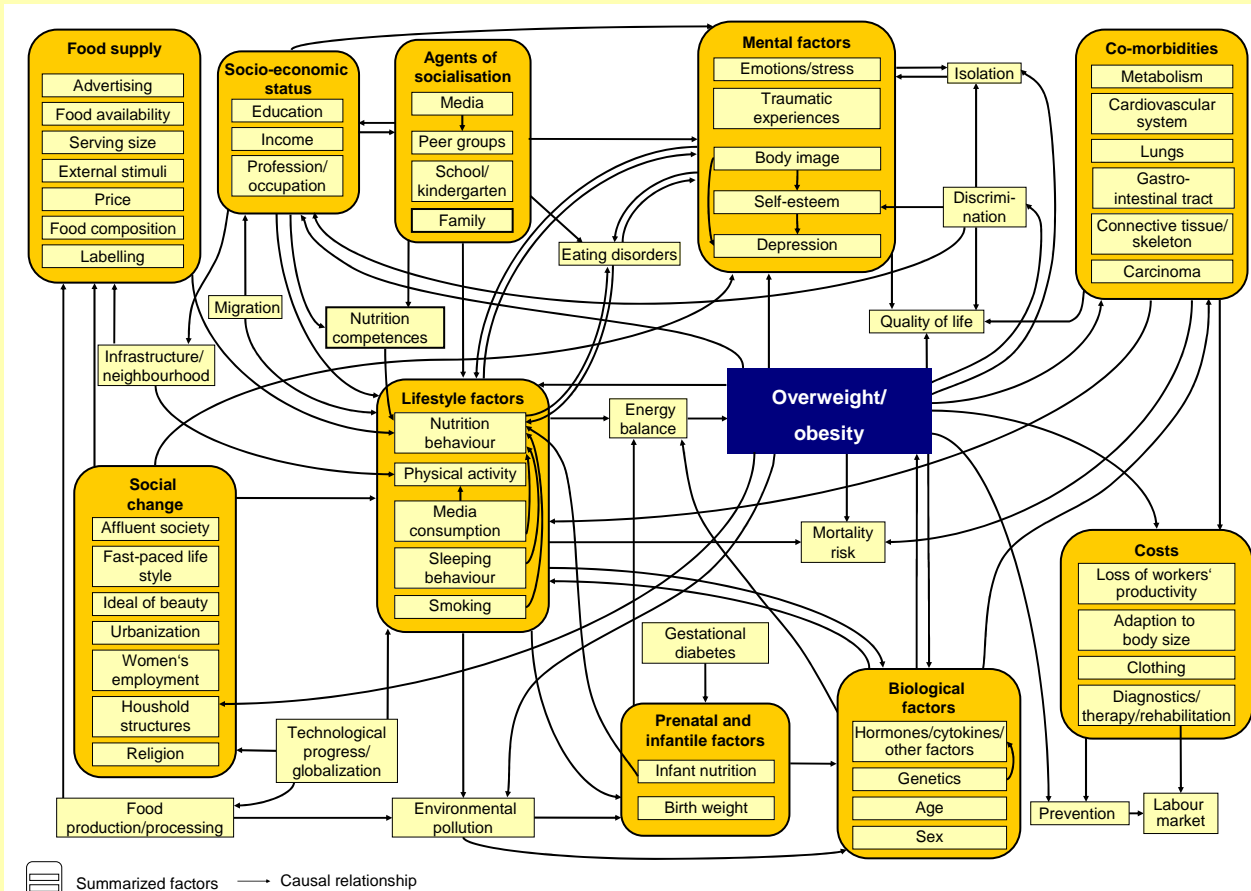 Food supply
Advertising
Food availability
Serving size
External stimuli
Price
Food composition
Labelling
Socio-economic
status
Education
Income
Profession/
occupation
Agents of
socialisation
Media
Peer groups
School/
kindergarten
Family
Mental factors
Emotions/stress
Traumatic
experiences
Body image
Self-esteem
Depression
Isolation
Discrimi-
nation
Quality of life
Co-morbidities
Metabolism
Cardiovascular
system
Lungs
Gastro-
intestinal tract
Connective tissue/
skeleton
Carcinoma
Eating disorders
Migration
Nutrition
competences
Infrastructure/
neighbourhood
Lifestyle factors
Nutrition
behaviour
Physical activity
Media
consumption
Sleeping
behaviour
Smoking
Energy
balance
Overweight/
obesity
Mortality
risk
Social
change
Affluent society
Fast-paced life
style
Ideal of beauty
Urbanization
Women‘s
employment
Houshold
structures
Religion
Technological
progress/
globalization
Food
production/processing
Environmental
pollution
Gestational
diabetes
Prenatal and
infantile factors
Infant nutrition
Birth weight
Biological
factors
Hormones/cytokines/
other factors
Genetics
Age
Sex
Costs
Loss of workers‘
productivity
Adaption to
body size
Clothing
Diagnostics/
therapy/rehabilitation
Prevention
Labour
market
Summarized factors
Causal relationship